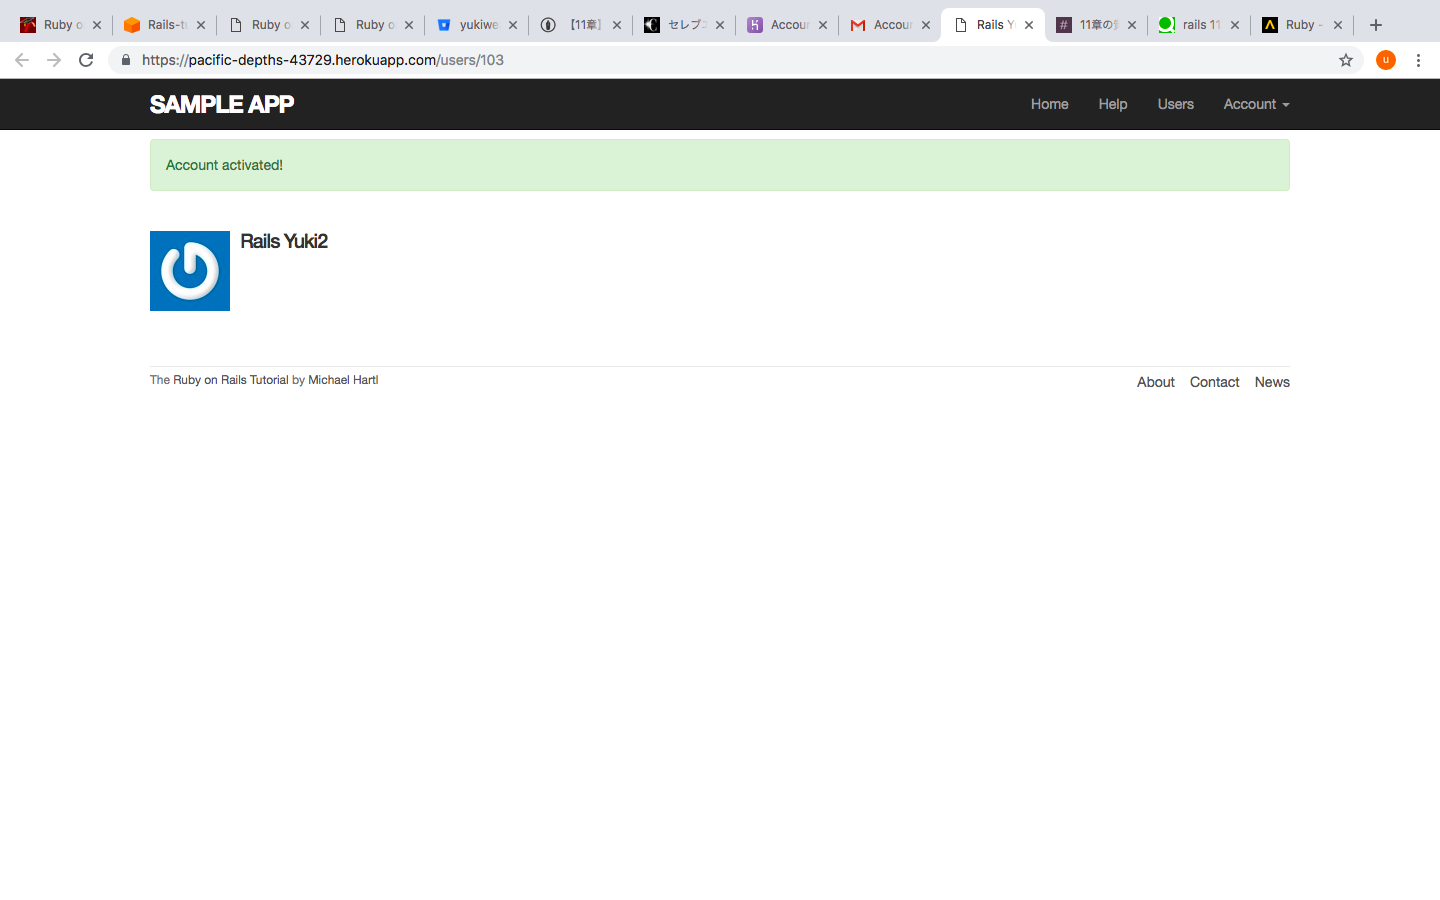 Ruby o
Rails-t
Ruby o
Ruby o
yukiwe
【11章】
セレブ
Accour
Accour
Rails Y
11章の
rails 11
Ruby -
https://pacific-depths-43729.herokuapp.com/users/103
u
SAMPLE APP
Home
Help
Users
Account
Account activated!
Rails Yuki2
The Ruby on Rails Tutorial by Michael Hartl
About
Contact
News